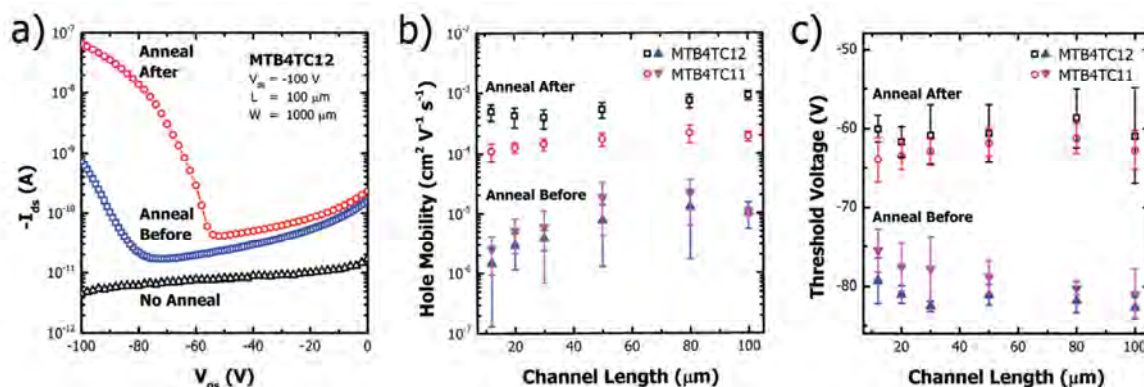 a)
10⁻⁷
10⁻⁸
10⁻⁹
10⁻¹⁰
10⁻¹¹
10⁻¹²
-I_ds (A)
Anneal
After
MTB4TC12
V_ds = -100 V
L = 100 μm
W = 1000 μm
Anneal
Before
No Anneal
-100 -80 -60 -40 -20 0
V_gs (V)
b)
10⁻¹
10⁻²
10⁻³
10⁻⁴
10⁻⁵
10⁻⁶
10⁻⁷
Hole Mobility (cm² V⁻¹ s⁻¹)
MTB4TC12
MTB4TC11
Anneal After
Anneal Before
20 40 60 80 100
Channel Length (μm)
c)
-50
-60
-70
-80
Threshold Voltage (V)
MTB4TC12
MTB4TC11
Anneal After
Anneal Before
20 40 60 80 100
Channel Length (μm)